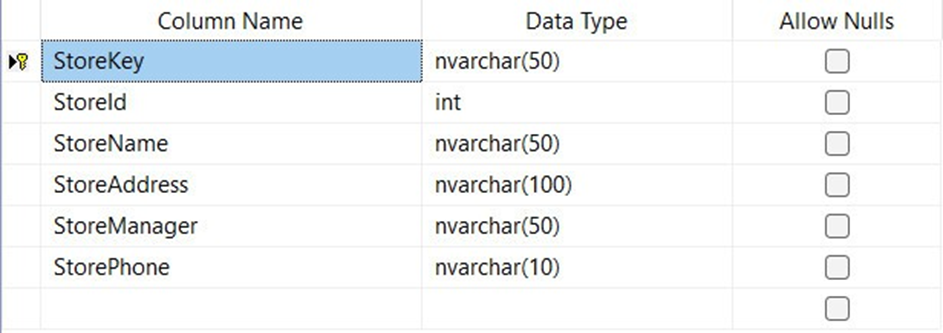 Column Name Data Type Allow Nulls
StoreKey nvarchar(50)
StoreId int
StoreName nvarchar(50)
StoreAddress nvarchar(100)
StoreManager nvarchar(50)
StorePhone nvarchar(10)